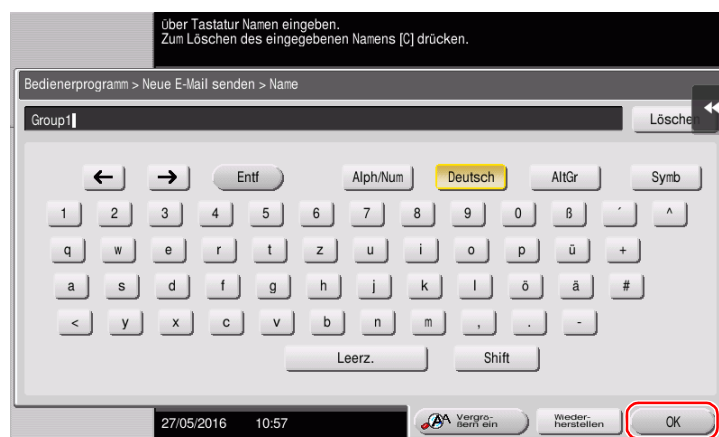 über Tastatur Namen eingeben.
Zum Löschen des eingegebenen Namens [C] drücken.
Bedienerprogramm > Neue E-Mail senden > Name
Group1
Löschen
← → Entf Alph/Num Deutsch AltGr Symb
1 2 3 4 5 6 7 8 9 0 ß ´ ^
q w e r t z u i o p ü +
a s d f g h j k l ö ä #
< y x c v b n m , . -
Leerz. Shift
27/05/2016 10:57
Vergrö-
ßern ein
Wieder-
herstellen
OK